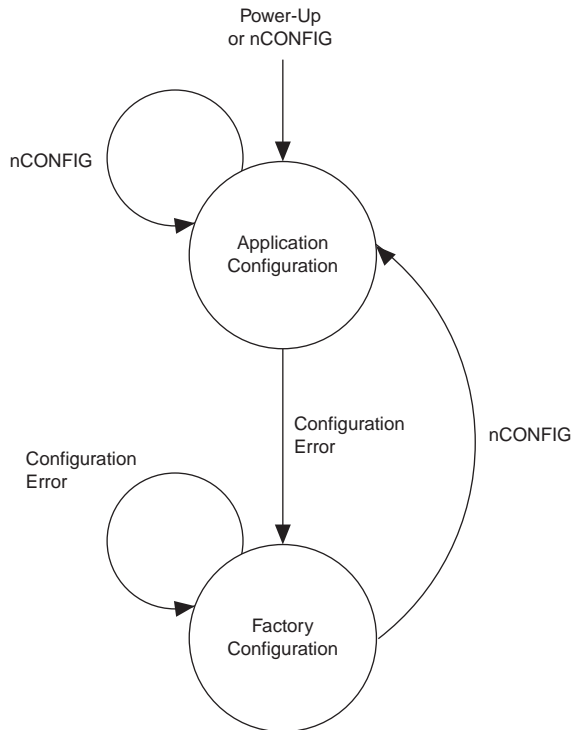 Power-Up
or nCONFIG
nCONFIG
Application
Configuration
Configuration
Error
nCONFIG
Configuration
Error
Factory
Configuration